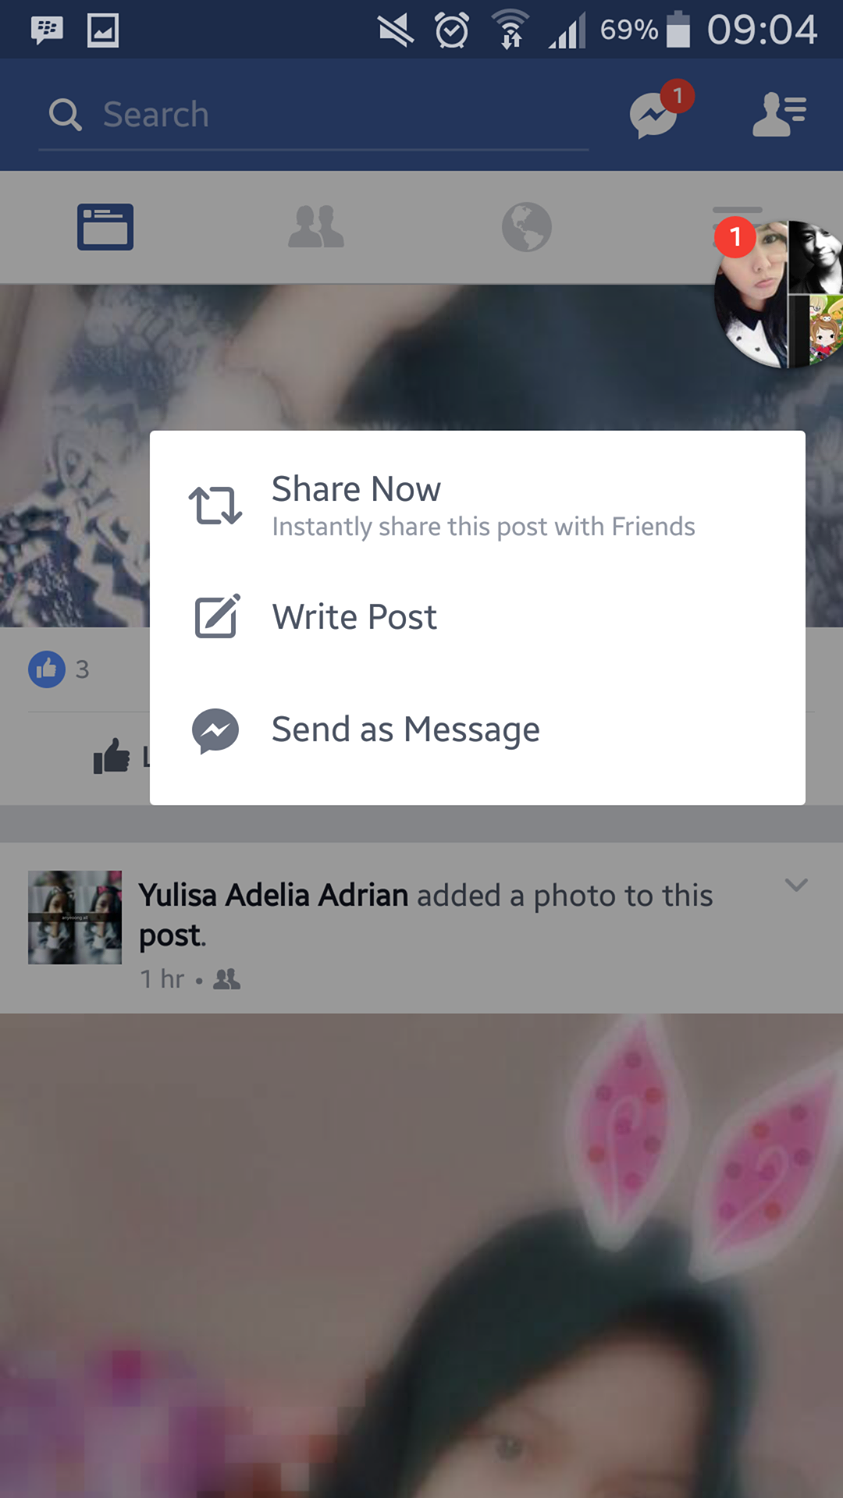 69% 09:04
Search
1
1
Share Now
Instantly share this post with Friends
Write Post
3
Send as Message
L
Yulisa Adelia Adrian added a photo to this
post.
1 hr •